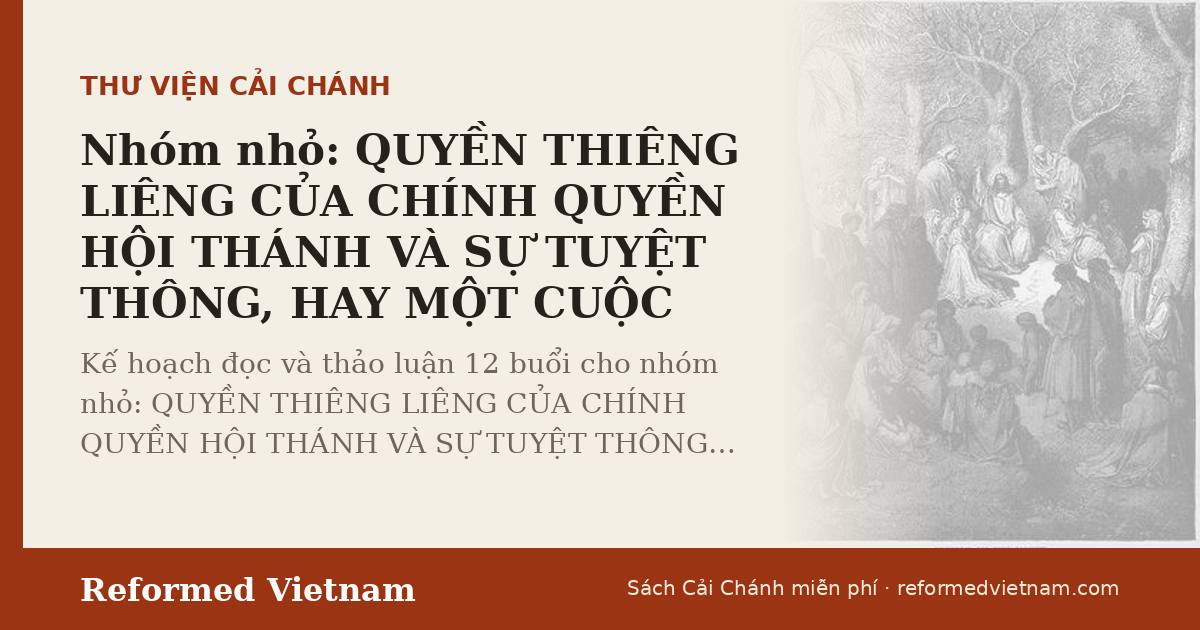 THƯ VIỆN CẢI CHÁNH
Nhóm nhỏ: QUYỀN THIÊNG
LIÊNG CỦA CHÍNH QUYỀN
HỘI THÁNH VÀ SỰ TUYỆT
THÔNG, HAY MỘT CUỘC
Kế hoạch đọc và thảo luận 12 buổi cho nhóm
nhỏ: QUYỀN THIÊNG LIÊNG CỦA CHÍNH
QUYỀN HỘI THÁNH VÀ SỰ TUYỆT THÔNG...
Reformed Vietnam
Sách Cải Chánh miễn phí · reformedvietnam.com